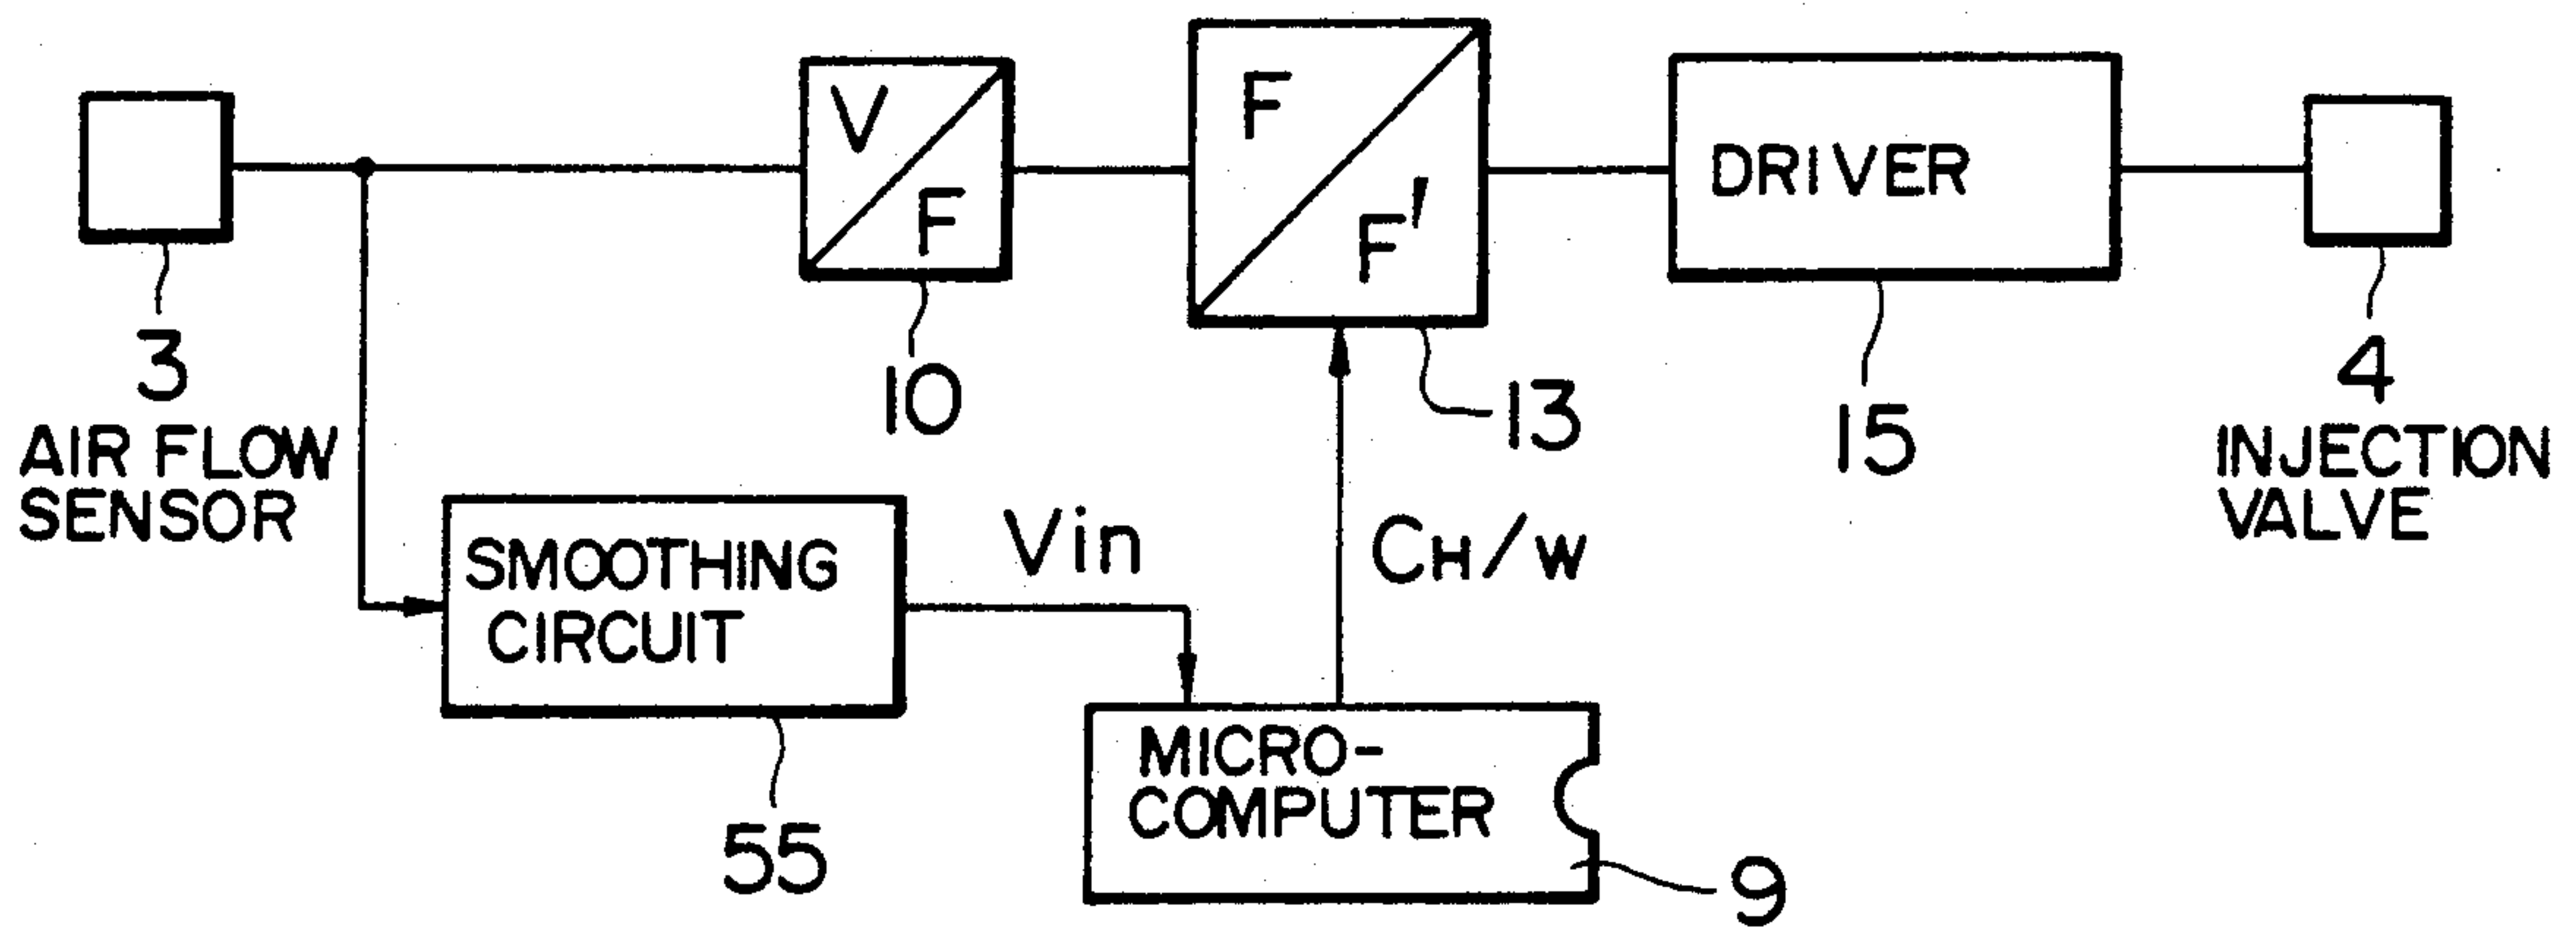 V
F
F
F'
DRIVER
3
AIR FLOW
SENSOR
10
13
15
4
INJECTION
VALVE
SMOOTHING
CIRCUIT
Vin
CH/W
55
MICRO-
COMPUTER
9